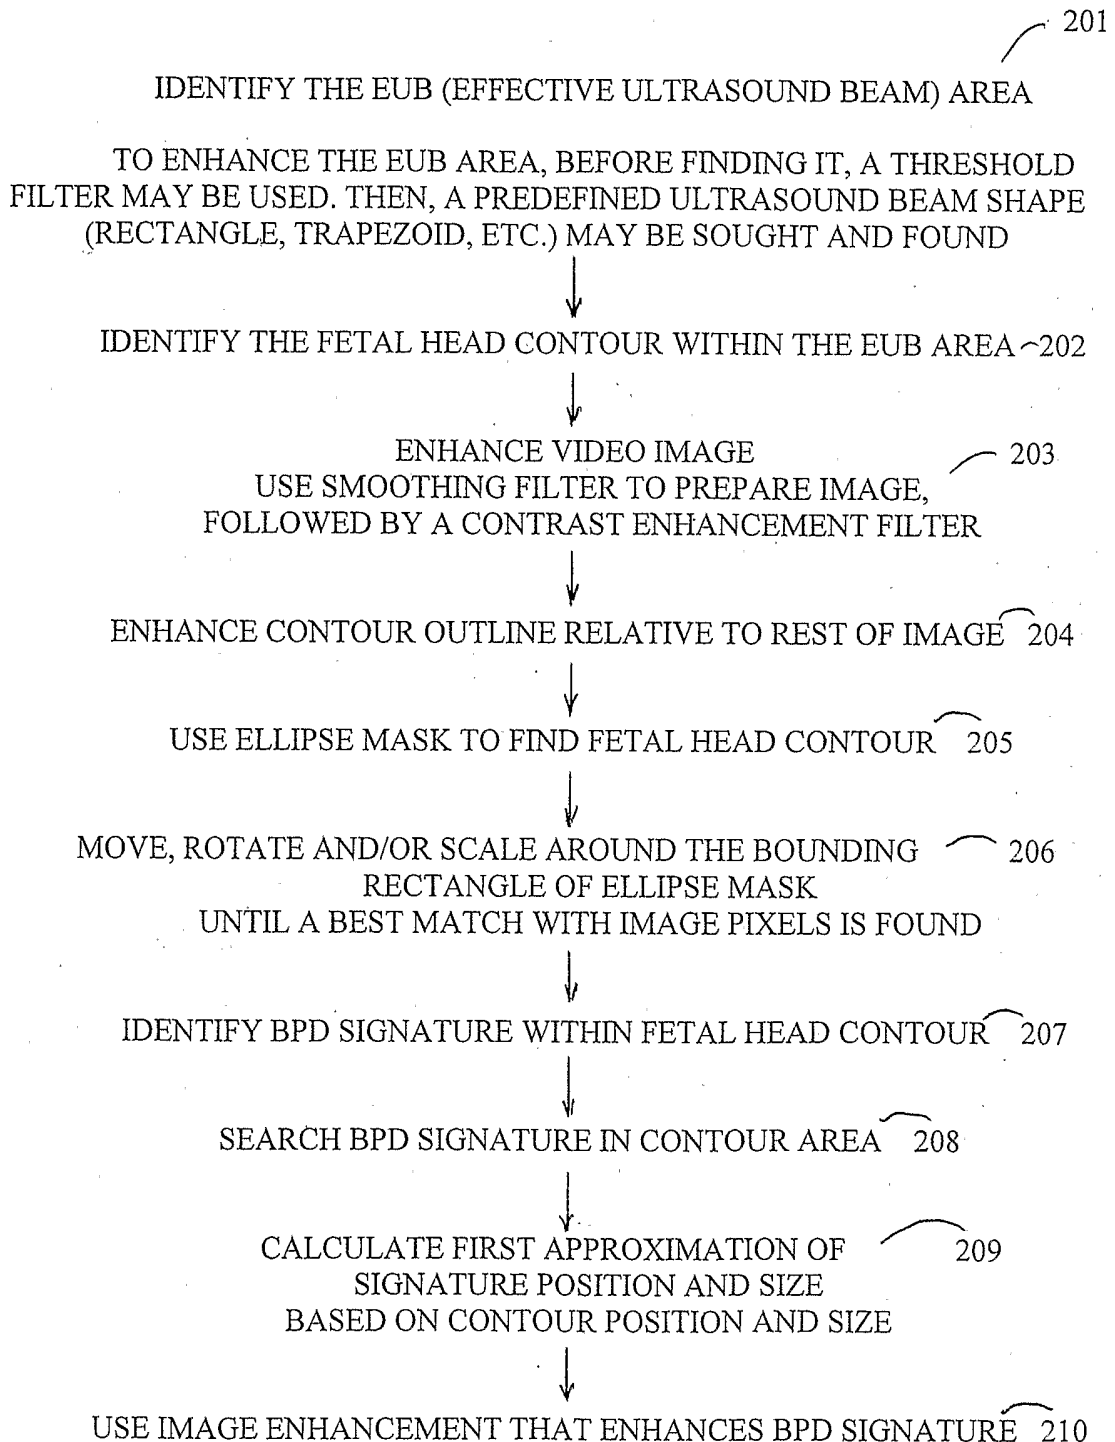 201
IDENTIFY THE EUB (EFFECTIVE ULTRASOUND BEAM) AREA
TO ENHANCE THE EUB AREA, BEFORE FINDING IT, A THRESHOLD
FILTER MAY BE USED. THEN, A PREDEFINED ULTRASOUND BEAM SHAPE
(RECTANGLE, TRAPEZOID, ETC.) MAY BE SOUGHT AND FOUND
IDENTIFY THE FETAL HEAD CONTOUR WITHIN THE EUB AREA 202
ENHANCE VIDEO IMAGE
203
USE SMOOTHING FILTER TO PREPARE IMAGE,
FOLLOWED BY A CONTRAST ENHANCEMENT FILTER
ENHANCE CONTOUR OUTLINE RELATIVE TO REST OF IMAGE 204
USE ELLIPSE MASK TO FIND FETAL HEAD CONTOUR 205
MOVE, ROTATE AND/OR SCALE AROUND THE BOUNDING 206
RECTANGLE OF ELLIPSE MASK
UNTIL A BEST MATCH WITH IMAGE PIXELS IS FOUND
IDENTIFY BPD SIGNATURE WITHIN FETAL HEAD CONTOUR 207
SEARCH BPD SIGNATURE IN CONTOUR AREA 208
CALCULATE FIRST APPROXIMATION OF 209
SIGNATURE POSITION AND SIZE
BASED ON CONTOUR POSITION AND SIZE
USE IMAGE ENHANCEMENT THAT ENHANCES BPD SIGNATURE 210